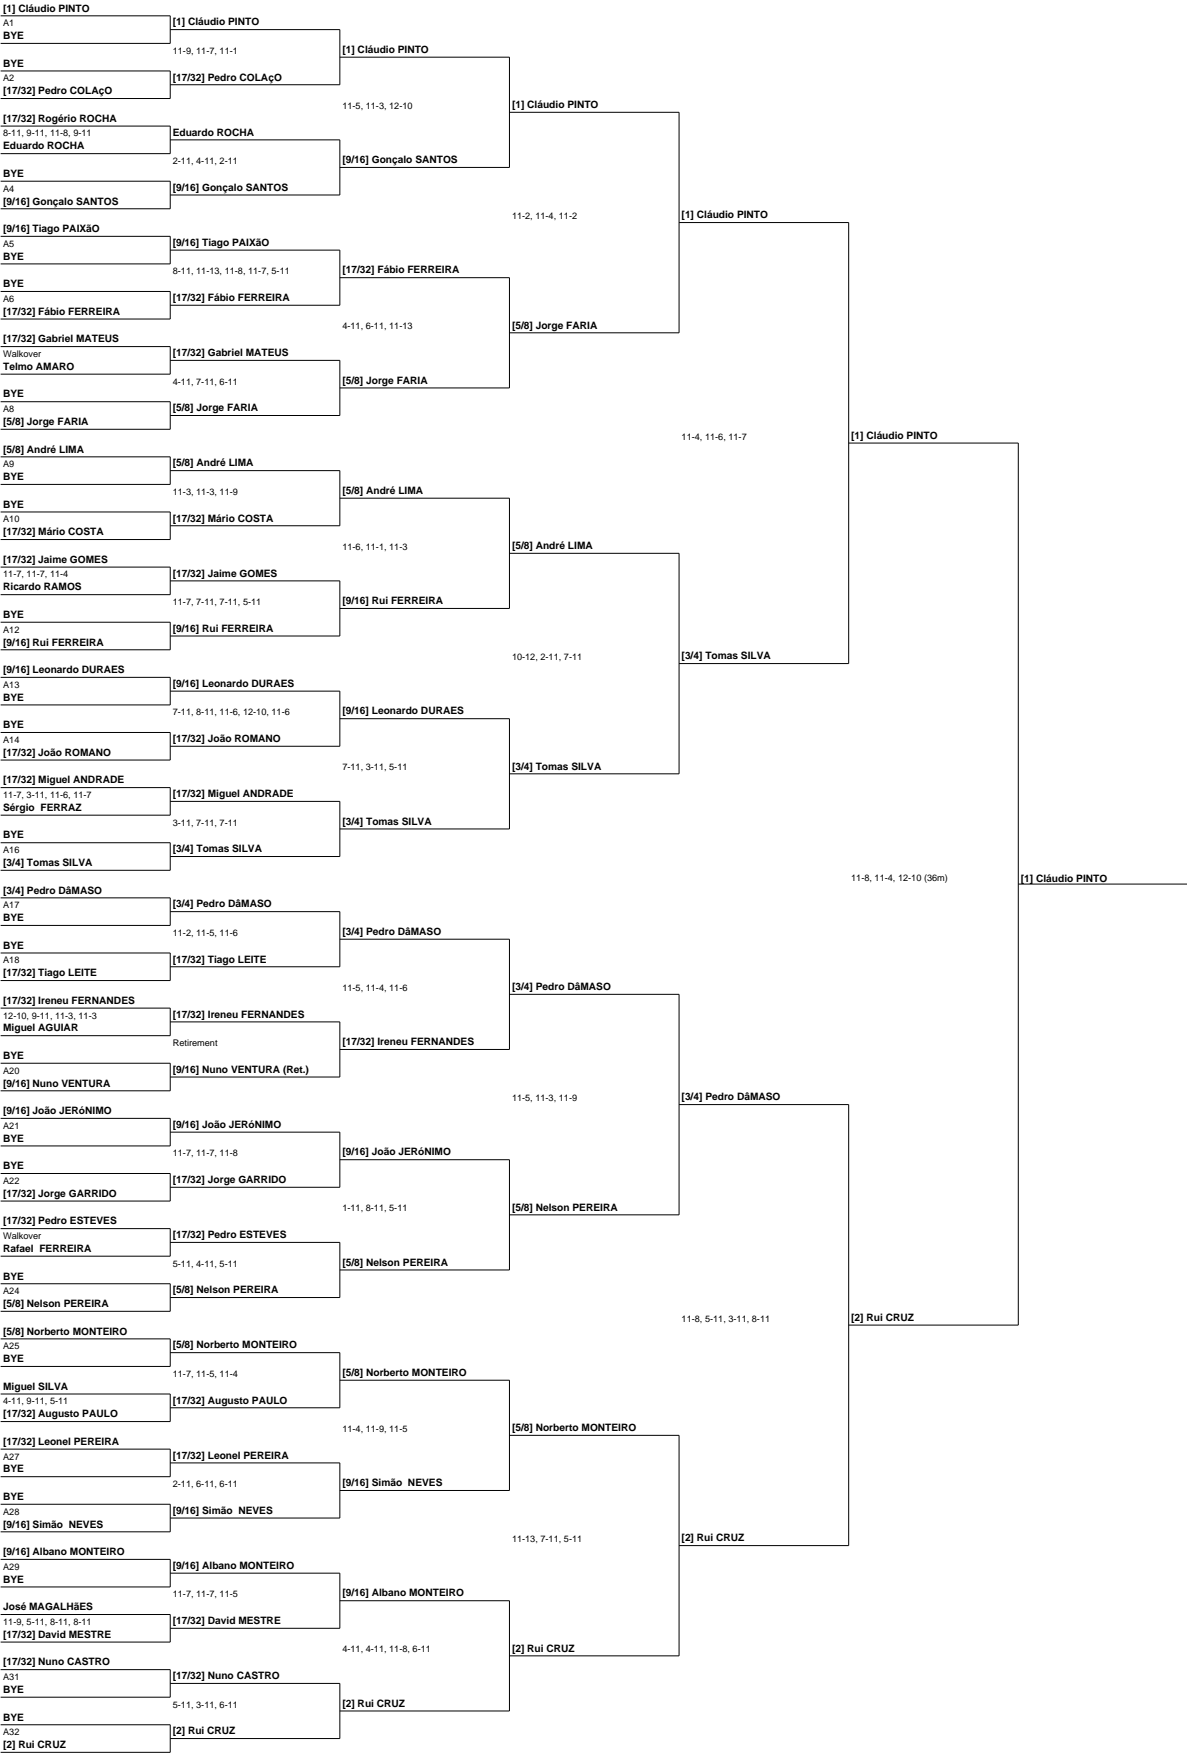 [1] Cláudio PINTO
A1
BYE
BYE
A2
[17/32] Pedro COLAçO
[17/32] Rogério ROCHA
8-11, 9-11, 11-8, 9-11
Eduardo ROCHA
BYE
A4
[9/16] Gonçalo SANTOS
[9/16] Tiago PAIXãO
A5
BYE
BYE
A6
[17/32] Fábio FERREIRA
[17/32] Gabriel MATEUS
Walkover
Telmo AMARO
BYE
A8
[5/8] Jorge FARIA
[5/8] André LIMA
A9
BYE
BYE
A10
[17/32] Mário COSTA
[17/32] Jaime GOMES
11-7, 11-7, 11-4
Ricardo RAMOS
BYE
A12
[9/16] Rui FERREIRA
[9/16] Leonardo DURAES
A13
BYE
BYE
A14
[17/32] João ROMANO
[17/32] Miguel ANDRADE
11-7, 3-11, 11-6, 11-7
Sérgio  FERRAZ
BYE
A16
[3/4] Tomas SILVA
[3/4] Pedro DâMASO
A17
BYE
BYE
A18
[17/32] Tiago LEITE
[17/32] Ireneu FERNANDES
12-10, 9-11, 11-3, 11-3
Miguel AGUIAR
BYE
A20
[9/16] Nuno VENTURA
[9/16] João JERóNIMO
A21
BYE
BYE
A22
[17/32] Jorge GARRIDO
[17/32] Pedro ESTEVES
Walkover
Rafael  FERREIRA
BYE
A24
[5/8] Nelson PEREIRA
[5/8] Norberto MONTEIRO
A25
BYE
Miguel SILVA
4-11, 9-11, 5-11
[17/32] Augusto PAULO
[17/32] Leonel PEREIRA
A27
BYE
BYE
A28
[9/16] Simão  NEVES
[9/16] Albano MONTEIRO
A29
BYE
José MAGALHãES
11-9, 5-11, 8-11, 8-11
[17/32] David MESTRE
[17/32] Nuno CASTRO
A31
BYE
BYE
A32
[2] Rui CRUZ
[1] Cláudio PINTO
11-9, 11-7, 11-1
[17/32] Pedro COLAçO
Eduardo ROCHA
2-11, 4-11, 2-11
[9/16] Gonçalo SANTOS
[9/16] Tiago PAIXãO
8-11, 11-13, 11-8, 11-7, 5-11
[17/32] Fábio FERREIRA
[17/32] Gabriel MATEUS
4-11, 7-11, 6-11
[5/8] Jorge FARIA
[5/8] André LIMA
11-3, 11-3, 11-9
[17/32] Mário COSTA
[17/32] Jaime GOMES
11-7, 7-11, 7-11, 5-11
[9/16] Rui FERREIRA
[9/16] Leonardo DURAES
7-11, 8-11, 11-6, 12-10, 11-6
[17/32] João ROMANO
[17/32] Miguel ANDRADE
3-11, 7-11, 7-11
[3/4] Tomas SILVA
[3/4] Pedro DâMASO
11-2, 11-5, 11-6
[17/32] Tiago LEITE
[17/32] Ireneu FERNANDES
Retirement
[9/16] Nuno VENTURA (Ret.)
[9/16] João JERóNIMO
11-7, 11-7, 11-8
[17/32] Jorge GARRIDO
[17/32] Pedro ESTEVES
5-11, 4-11, 5-11
[5/8] Nelson PEREIRA
[5/8] Norberto MONTEIRO
11-7, 11-5, 11-4
[17/32] Augusto PAULO
[17/32] Leonel PEREIRA
2-11, 6-11, 6-11
[9/16] Simão  NEVES
[9/16] Albano MONTEIRO
11-7, 11-7, 11-5
[17/32] David MESTRE
[17/32] Nuno CASTRO
5-11, 3-11, 6-11
[2] Rui CRUZ
[1] Cláudio PINTO
11-5, 11-3, 12-10
[9/16] Gonçalo SANTOS
[17/32] Fábio FERREIRA
4-11, 6-11, 11-13
[5/8] Jorge FARIA
[5/8] André LIMA
11-6, 11-1, 11-3
[9/16] Rui FERREIRA
[9/16] Leonardo DURAES
7-11, 3-11, 5-11
[3/4] Tomas SILVA
[3/4] Pedro DâMASO
11-5, 11-4, 11-6
[17/32] Ireneu FERNANDES
[9/16] João JERóNIMO
1-11, 8-11, 5-11
[5/8] Nelson PEREIRA
[5/8] Norberto MONTEIRO
11-4, 11-9, 11-5
[9/16] Simão  NEVES
[9/16] Albano MONTEIRO
4-11, 4-11, 11-8, 6-11
[2] Rui CRUZ
[1] Cláudio PINTO
11-2, 11-4, 11-2
[5/8] Jorge FARIA
[5/8] André LIMA
10-12, 2-11, 7-11
[3/4] Tomas SILVA
[3/4] Pedro DâMASO
11-5, 11-3, 11-9
[5/8] Nelson PEREIRA
[5/8] Norberto MONTEIRO
11-13, 7-11, 5-11
[2] Rui CRUZ
[1] Cláudio PINTO
11-4, 11-6, 11-7
[3/4] Tomas SILVA
[3/4] Pedro DâMASO
11-8, 5-11, 3-11, 8-11
[2] Rui CRUZ
[1] Cláudio PINTO
11-8, 11-4, 12-10 (36m)
[2] Rui CRUZ
[1] Cláudio PINTO